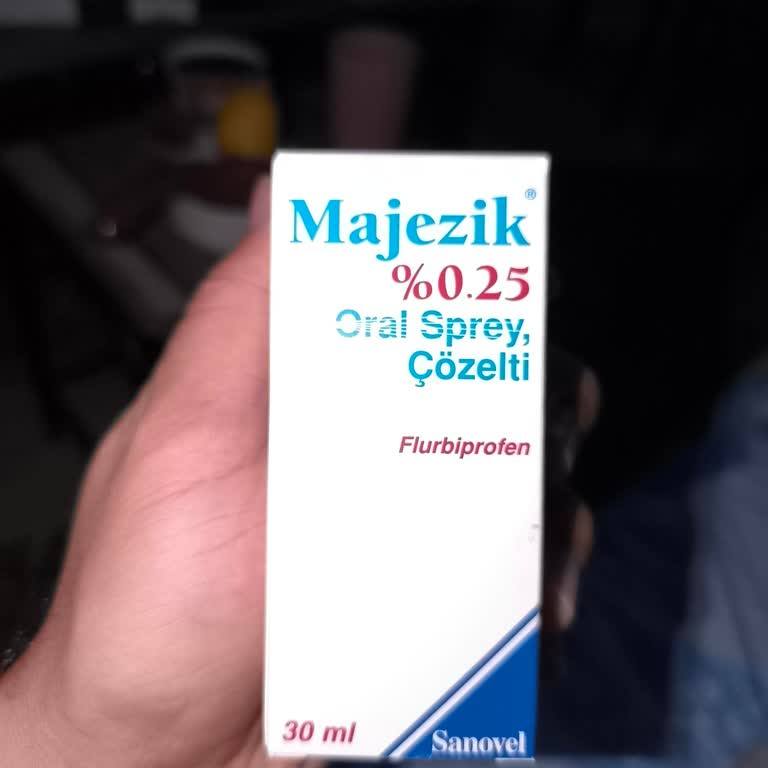 Majezik®
%0.25
Oral Sprey,
Çözelti
Flurbiprofen
30 ml
Sanovel